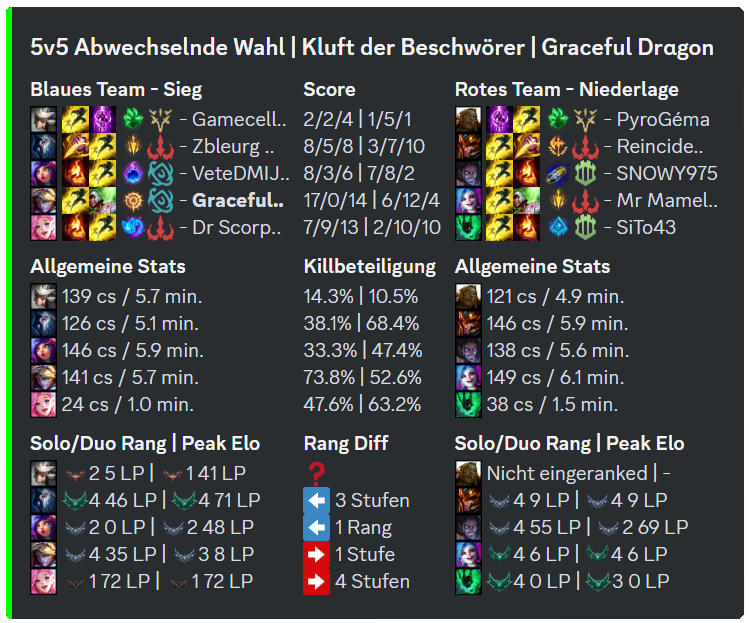 5v5 Abwechselnde Wahl | Kluft der Beschwörer | Graceful Dragon
Blaues Team - Sieg Score Rotes Team - Niederlage
- Gamecell.. 2/2/4 | 1/5/1 - PyroGéma
- Zbleurg .. 8/5/8 | 3/7/10 - Reincide..
- VeteDMIJ.. 8/3/6 | 7/8/2 - SNOWY975
- Graceful.. 17/0/14 | 6/12/4 - Mr Mamel..
- Dr Scorp.. 7/9/13 | 2/10/10 - SiTo43
Allgemeine Stats Killbeteiligung Allgemeine Stats
139 cs / 5.7 min. 14.3% | 10.5% 121 cs / 4.9 min.
126 cs / 5.1 min. 38.1% | 68.4% 146 cs / 5.9 min.
146 cs / 5.9 min. 33.3% | 47.4% 138 cs / 5.6 min.
141 cs / 5.7 min. 73.8% | 52.6% 149 cs / 6.1 min.
24 cs / 1.0 min. 47.6% | 63.2% 38 cs / 1.5 min.
Solo/Duo Rang | Peak Elo Rang Diff Solo/Duo Rang | Peak Elo
2 5 LP | 1 41 LP ? Nicht eingeranked | -
4 46 LP | 4 71 LP 3 Stufen 4 9 LP | 4 9 LP
2 0 LP | 2 48 LP 1 Rang 4 55 LP | 2 69 LP
4 35 LP | 3 8 LP 1 Stufe 4 6 LP | 4 6 LP
1 72 LP | 1 72 LP 4 Stufen 4 0 LP | 3 0 LP